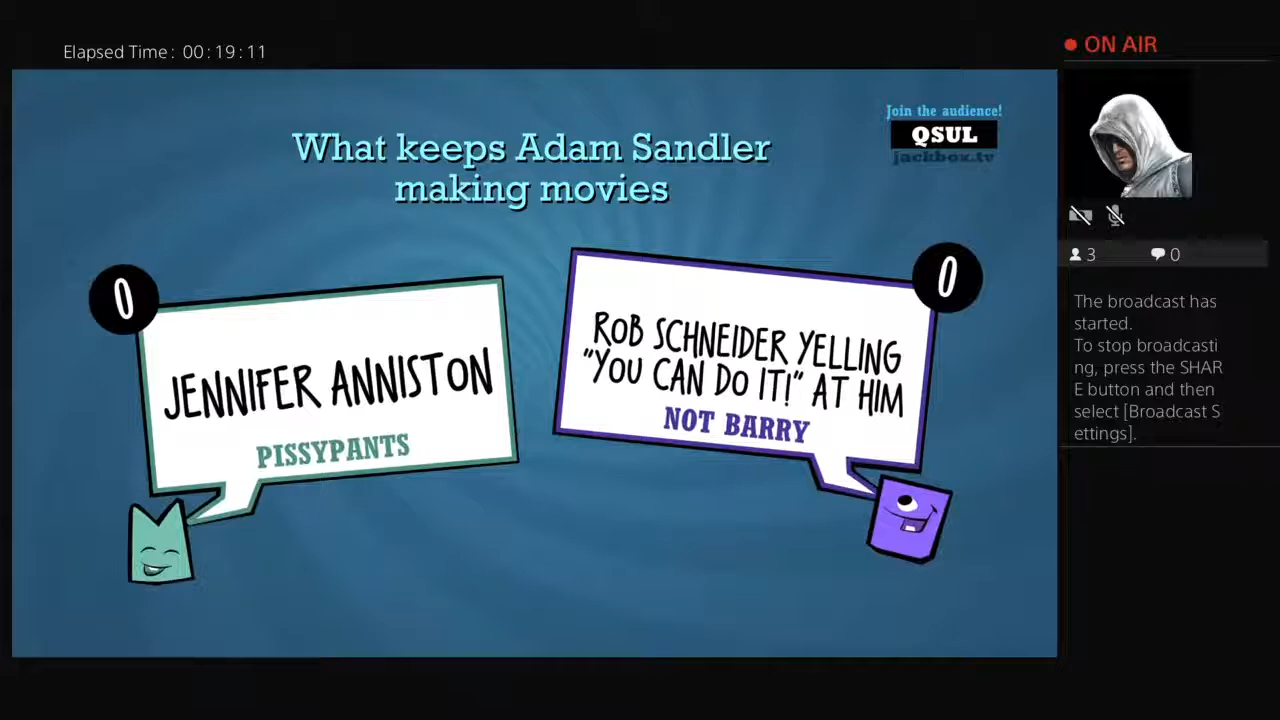 Elapsed Time: 00:19:11
ON AIR
Join the audience!
QSUL
jackbox.tv
What keeps Adam Sandler
making movies
0
JENNIFER ANNISTON
PISSYPANTS
0
ROB SCHNEIDER YELLING
"YOU CAN DO IT!" AT HIM
NOT BARRY
3
0
The broadcast has
started.
To stop broadcasti
ng, press the SHAR
E button and then
select [Broadcast S
ettings].